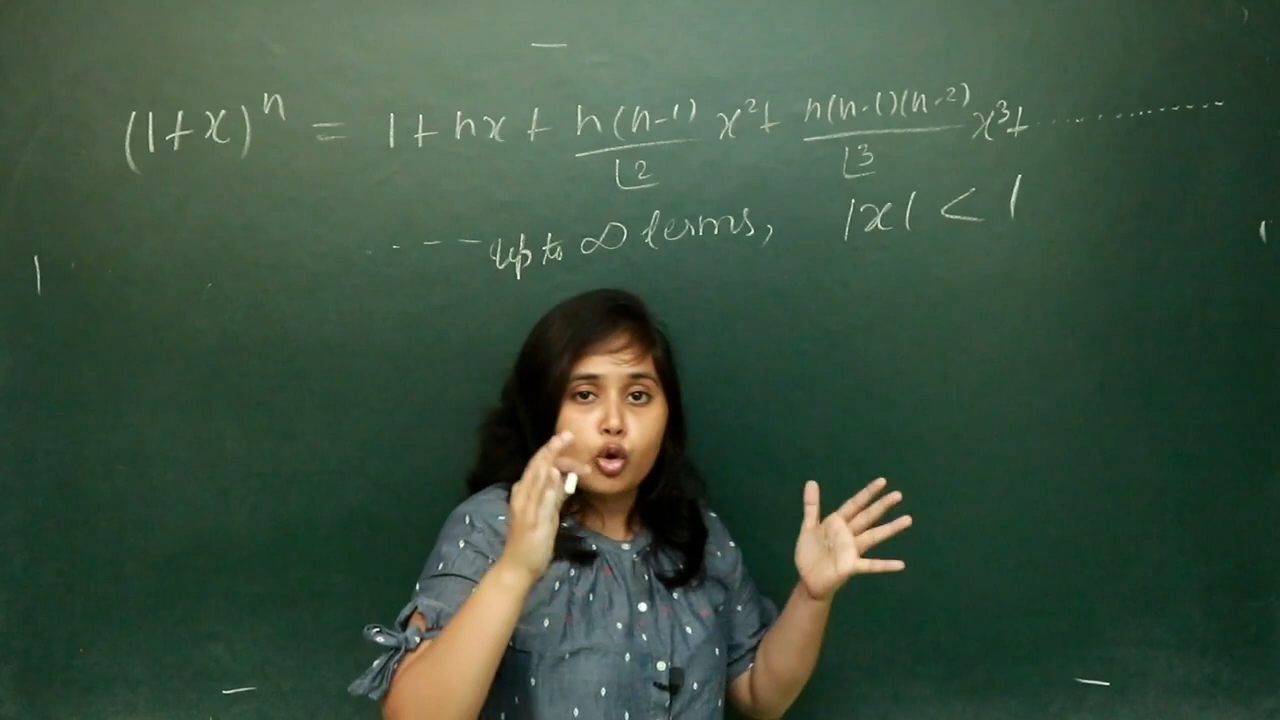 (1+x)^n = 1 + nx + n(n-1)/⌊2 x² + n(n-1)(n-2)/⌊3 x³ + ..............
.---- up to ∞ terms, |x| < 1